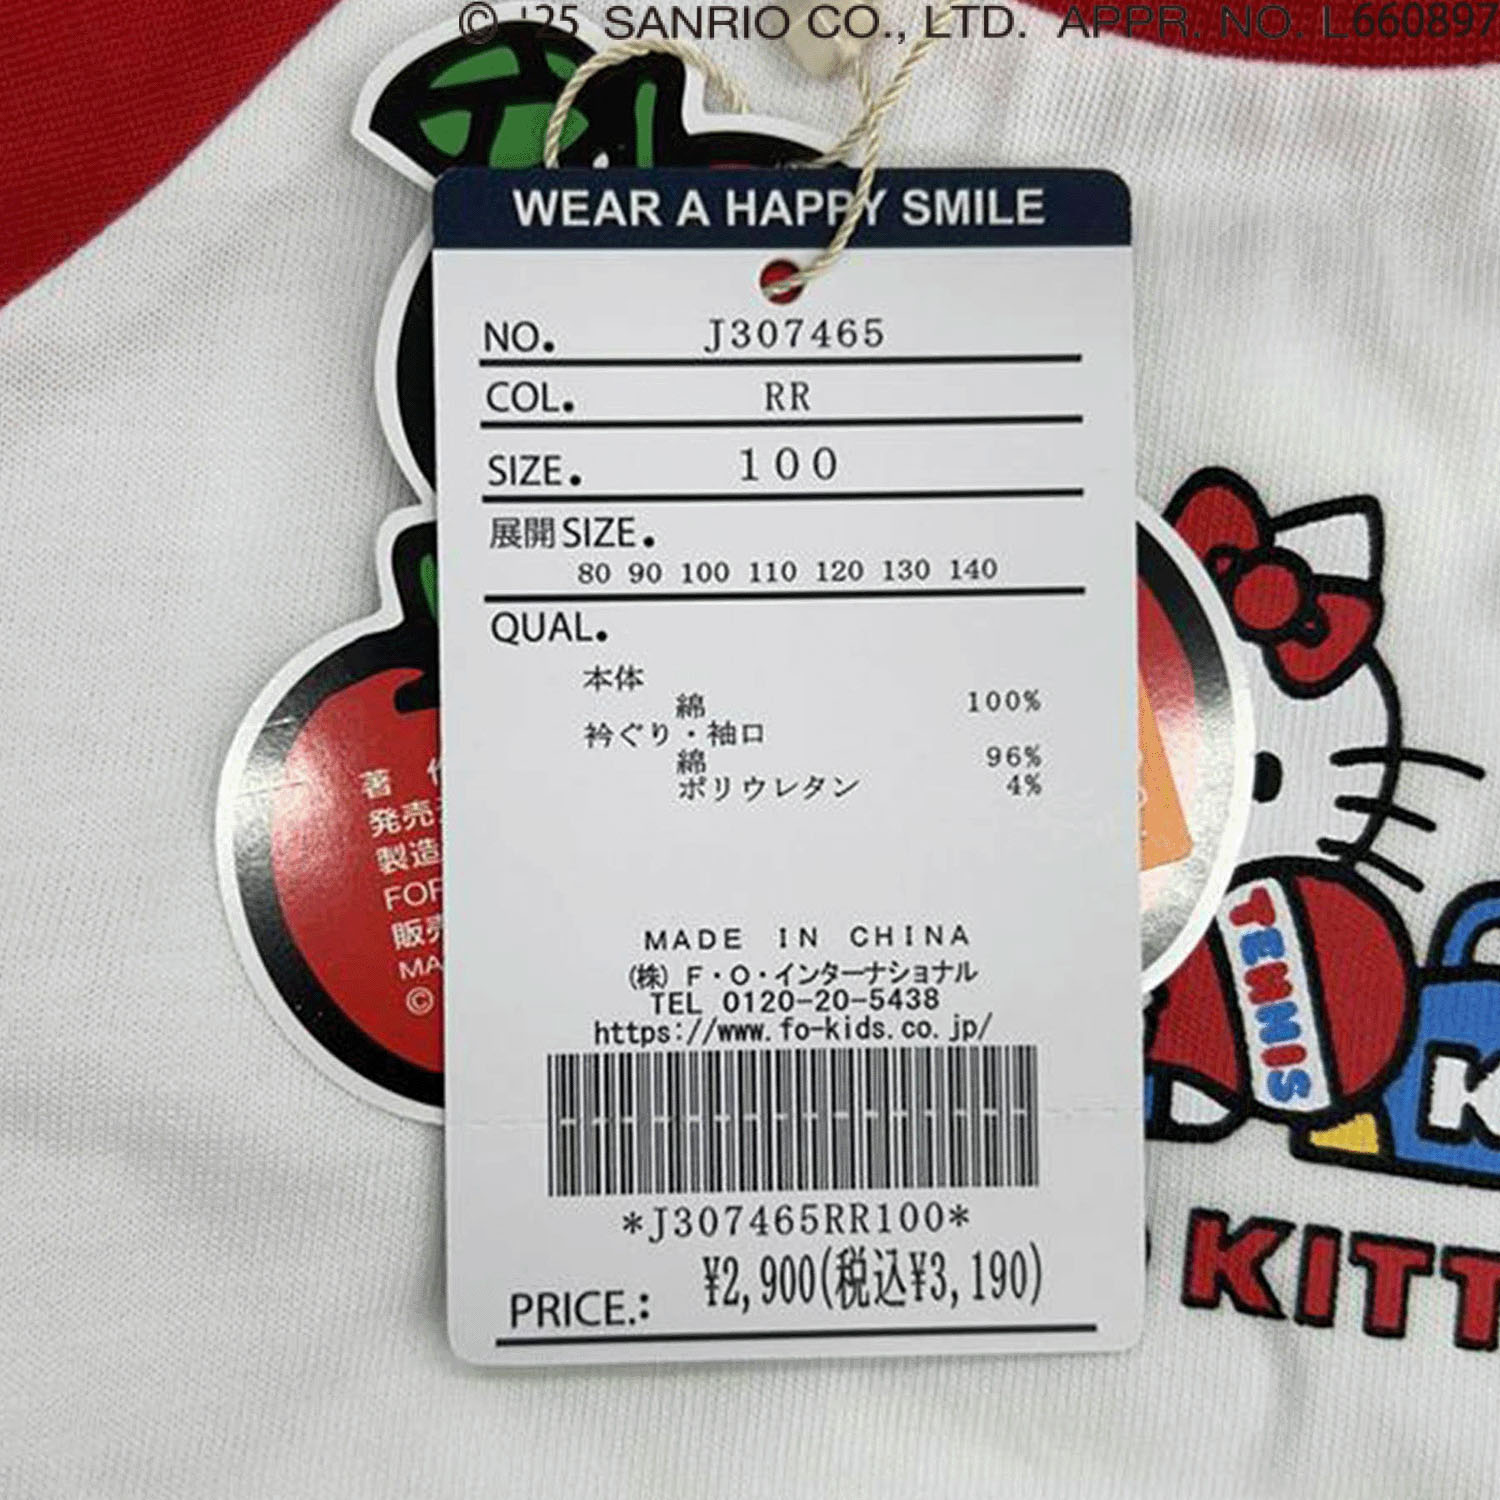 © '25 SANRIO CO., LTD. APPR. NO. L660897
WEAR A HAPPY SMILE
NO. J307465
COL. RR
SIZE. 100
展開SIZE.
80 90 100 110 120 130 140
QUAL.
本体
綿 100%
衿ぐり・袖口
綿 96%
ポリウレタン 4%
MADE IN CHINA
(株) F・O・インターナショナル
TEL 0120-20-5438
https://www.fo-kids.co.jp/
*J307465RR100*
PRICE.: ¥2,900(税込¥3,190)
著
発売
製造
FOR
販売
MA
©
TENNIS
K
KITT